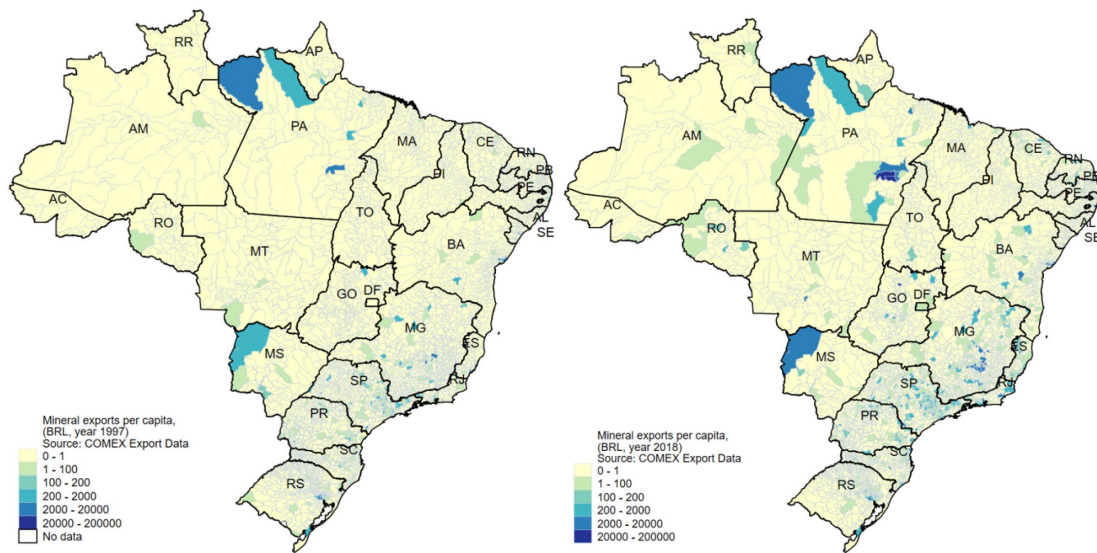 RR
AP
AM
PA
MA
CE
RN
PB
PI
PE
AC
AL
SE
TO
RO
BA
MT
GO
DF
MG
MS
ES
SP
RJ
PR
SC
RS
Mineral exports per capita,
(BRL, year 1997)
Source: COMEX Export Data
0 - 1
1 - 100
100 - 200
200 - 2000
2000 - 20000
20000 - 200000
No data
RR
AP
AM
PA
MA
CE
RN
PB
PI
PE
AC
AL
SE
TO
RO
BA
MT
GO
DF
MG
MS
ES
SP
RJ
PR
SC
RS
Mineral exports per capita,
(BRL, year 2018)
Source: COMEX Export Data
0 - 1
1 - 100
100 - 200
200 - 2000
2000 - 20000
20000 - 200000